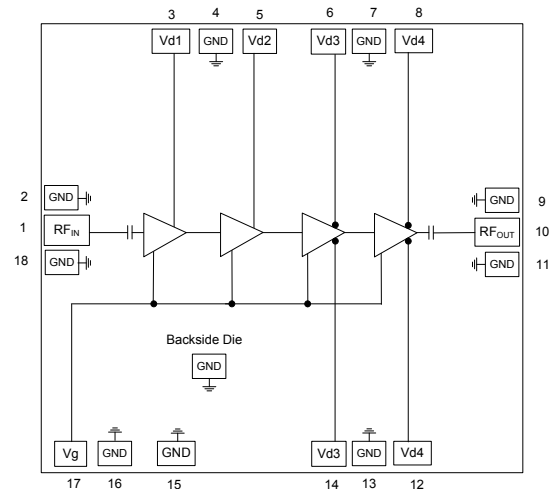 3 4 5 6 7 8
Vd1 GND Vd2 Vd3 GND Vd4
2 GND GND 9
1 RFIN RFOUT 10
18 GND GND 11
Backside Die
GND
Vg GND GND Vd3 GND Vd4
17 16 15 14 13 12